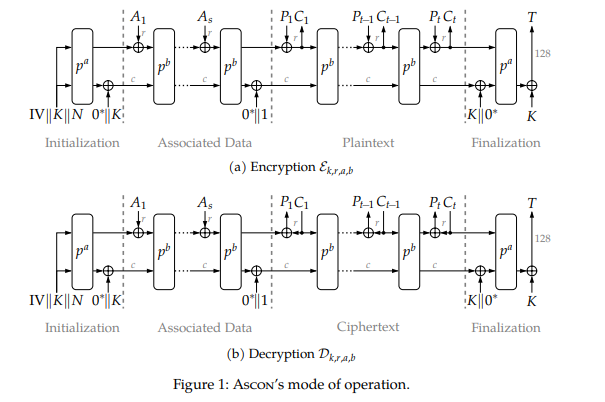 A₁ Aₛ P₁ C₁ Pₜ₋₁ Cₜ₋₁ Pₜ Cₜ T
r r r r r 128
pᵃ pᵇ pᵇ pᵇ pᵇ pᵃ
c c c c
IV‖K‖N 0*‖K 0*‖1 K‖0* K
Initialization Associated Data Plaintext Finalization
(a) Encryption ℰₖ,ᵣ,ₐ,b
A₁ Aₛ P₁ C₁ Pₜ₋₁ Cₜ₋₁ Pₜ Cₜ T
r r r r r 128
pᵃ pᵇ pᵇ pᵇ pᵇ pᵃ
c c c c
IV‖K‖N 0*‖K 0*‖1 K‖0* K
Initialization Associated Data Ciphertext Finalization
(b) Decryption 𝒟ₖ,ᵣ,ₐ,b
Figure 1: ASCON's mode of operation.